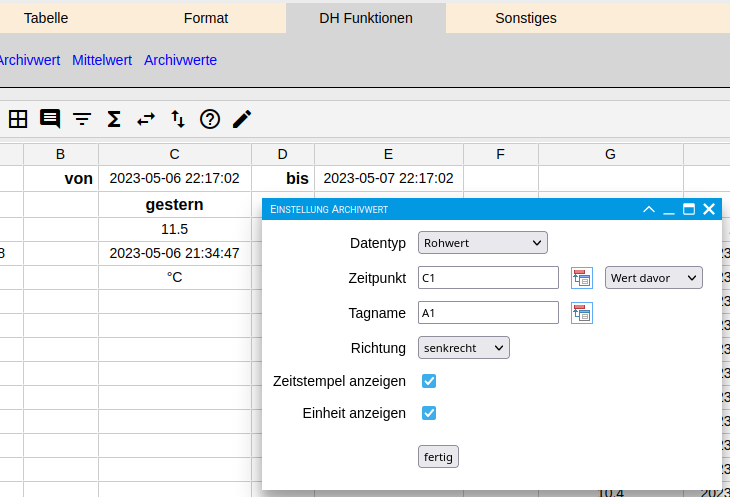 Tabelle Format DH Funktionen Sonstiges
Archivwert Mittelwert Archivwerte
B C D E F G
von 2023-05-06 22:17:02 bis 2023-05-07 22:17:02
gestern
11.5
8 2023-05-06 21:34:47
°C
Einstellung Archivwert
Datentyp Rohwert
Zeitpunkt C1 Wert davor
Tagname A1
Richtung senkrecht
Zeitstempel anzeigen
Einheit anzeigen
fertig
10.4 2023